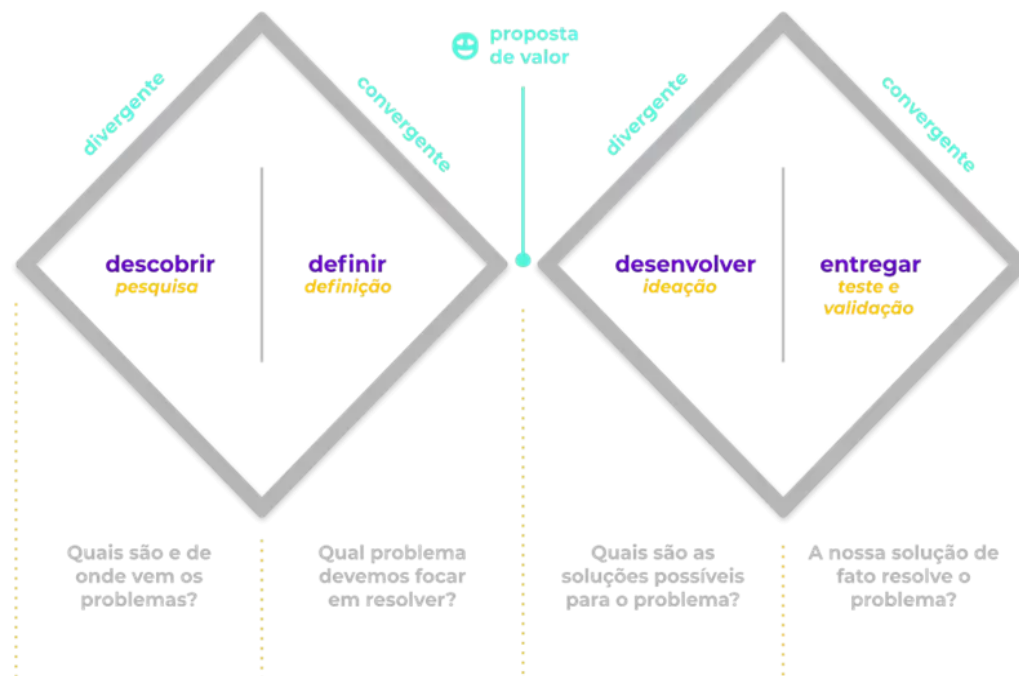 proposta
de valor
divergente
convergente
divergente
convergente
descobrir
pesquisa
definir
definição
desenvolver
ideação
entregar
teste e
validação
Quais são e de
onde vem os
problemas?
Qual problema
devemos focar
em resolver?
Quais são as
soluções possíveis
para o problema?
A nossa solução de
fato resolve o
problema?